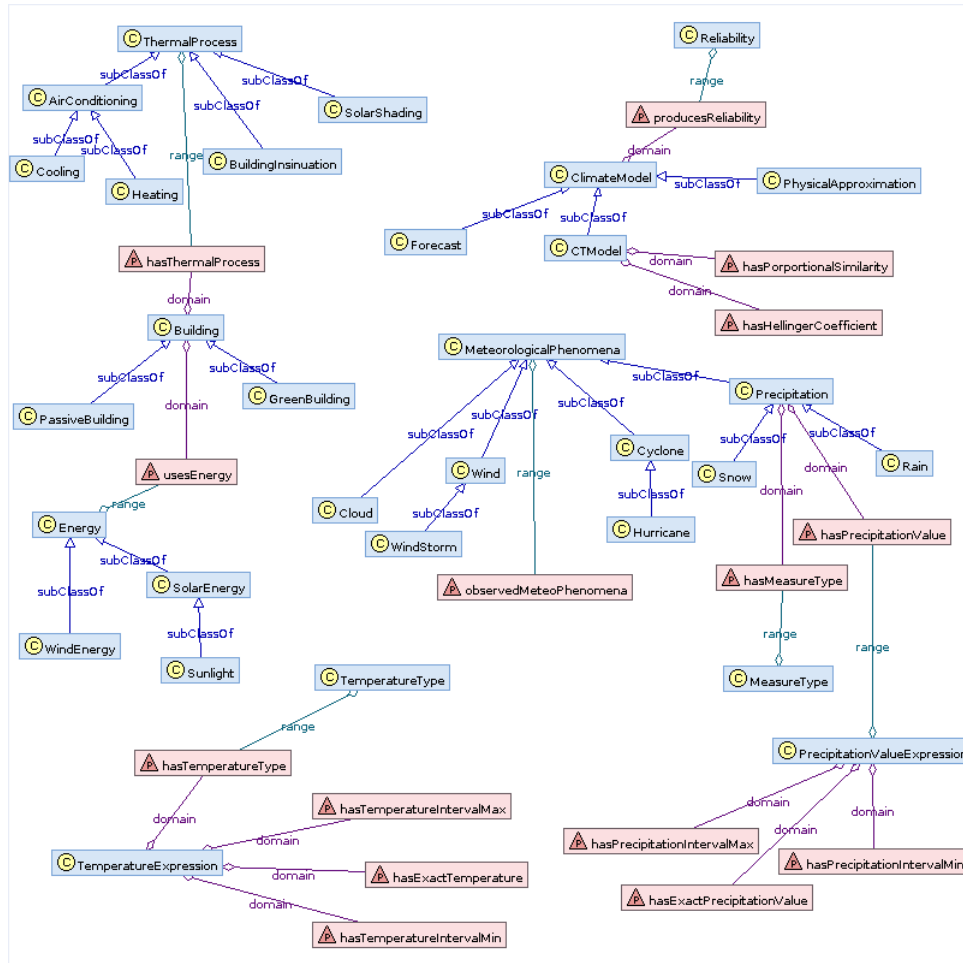 C ThermalProcess
C Reliability
subClassOf
subClassOf
subClassOf
range
C AirConditioning
C SolarShading
subClassOf
P producesReliability
subClassOf
subClassOf
range
domain
C Cooling
C BuildingInsinuation
C ClimateModel
C Heating
subClassOf
C PhysicalApproximation
subClassOf
subClassOf
C Forecast
C CTModel
P hasThermalProcess
domain
P hasPorportionalSimilarity
domain
domain
C Building
P hasHellingerCoefficient
C MeteorologicalPhenomena
subClassOf
subClassOf
subClassOf
C GreenBuilding
C Precipitation
domain
C PassiveBuilding
subClassOf
subClassOf
subClassOf
subClassOf
subClassOf
C Cyclone
P usesEnergy
C Wind
range
domain
C Rain
C Snow
domain
range
C Energy
C Cloud
subClassOf
subClassOf
C Hurricane
P hasPrecipitationValue
C WindStorm
subClassOf
C SolarEnergy
P observedMeteoPhenomena
P hasMeasureType
subClassOf
subClassOf
range
range
C WindEnergy
C Sunlight
C TemperatureType
C MeasureType
range
P hasTemperatureType
C PrecipitationValueExpression
domain
P hasTemperatureIntervalMax
domain
domain
domain
domain
P hasPrecipitationIntervalMax
C TemperatureExpression
domain
P hasExactTemperature
P hasPrecipitationIntervalMin
P hasExactPrecipitationValue
domain
P hasTemperatureIntervalMin